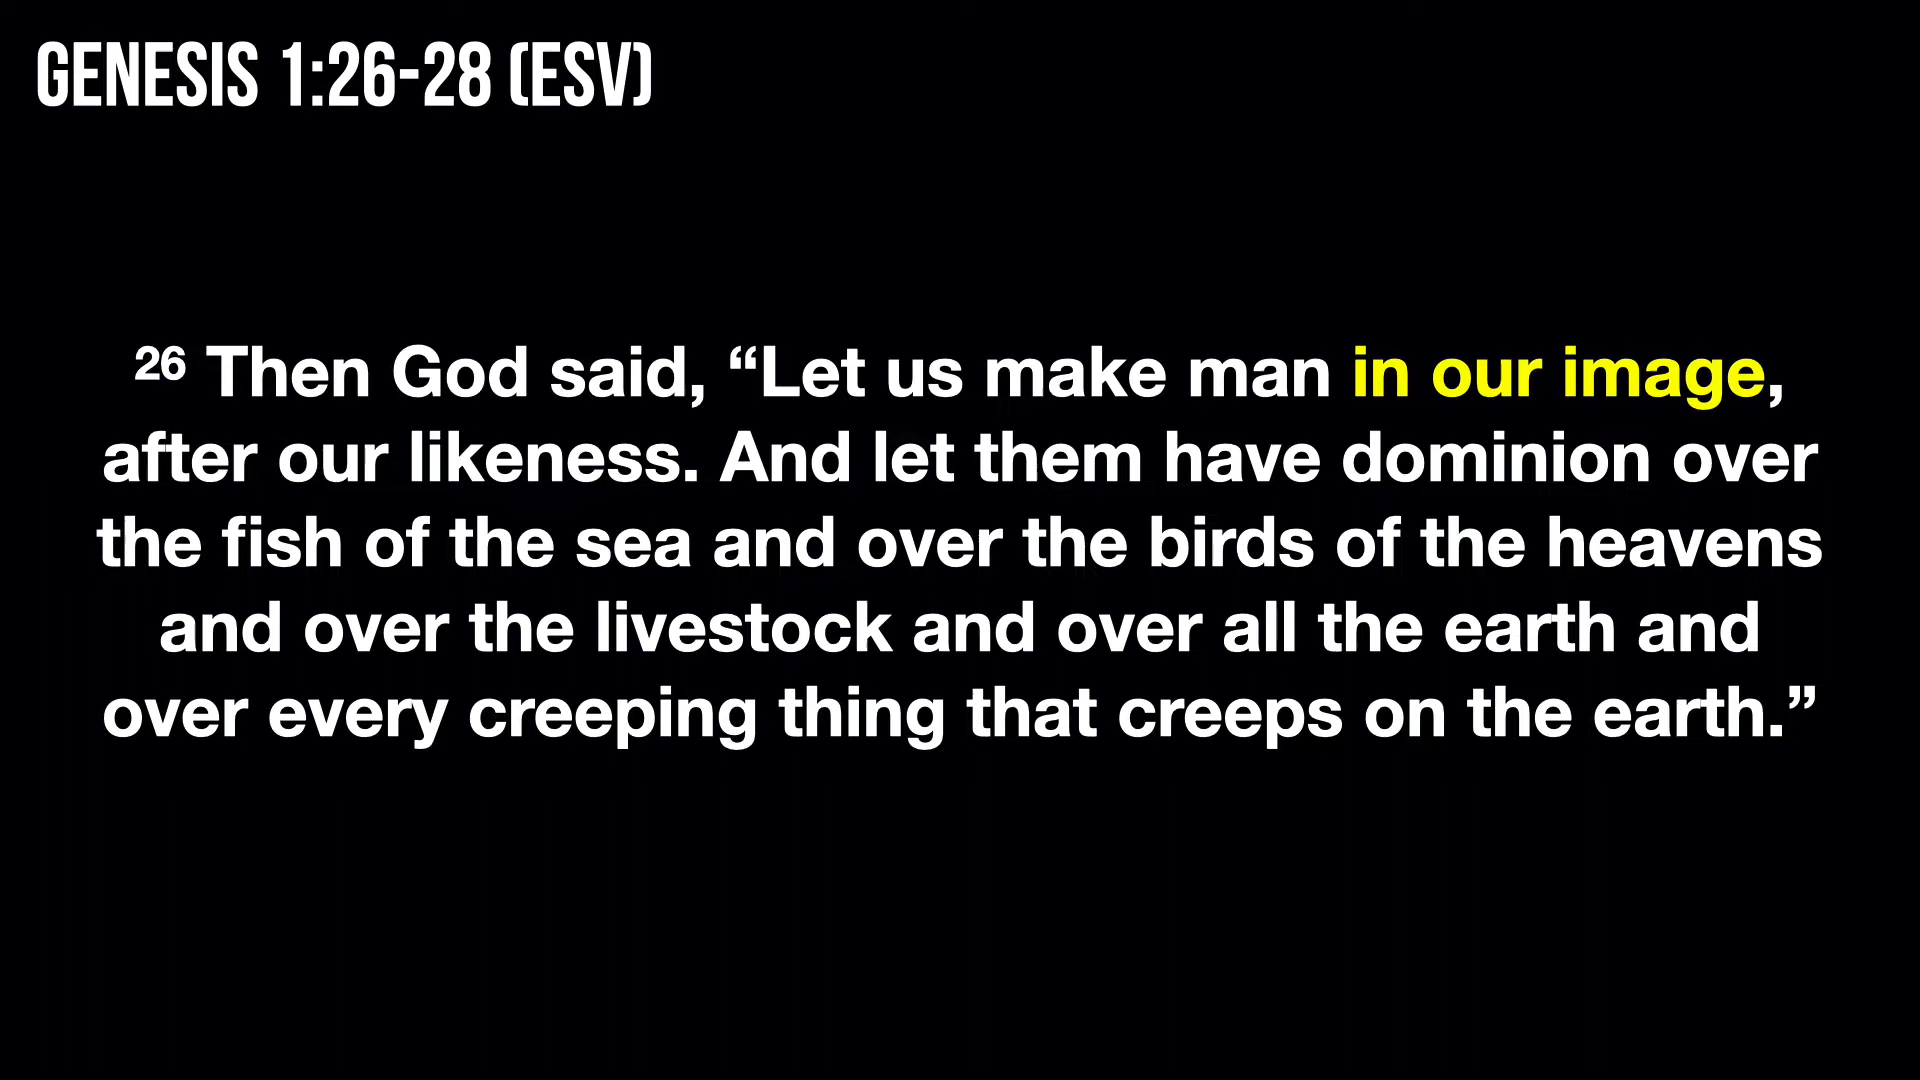 GENESIS 1:26-28 (ESV)
²⁶ Then God said, “Let us make man in our image,
after our likeness. And let them have dominion over
the fish of the sea and over the birds of the heavens
and over the livestock and over all the earth and
over every creeping thing that creeps on the earth.”